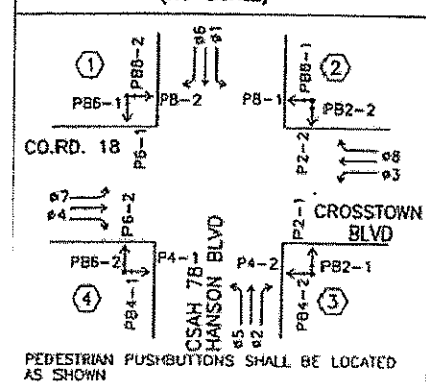 ø6
ø1
1
PB8-2
PB6-1
P8-2
P6-1
CO.RD. 18
2
PB8-1
P8-1
PB2-2
P2-2
ø8
ø3
ø7
ø4
P6-2
PB6-2
PB4-1
P4-1
4
CSAH 78
HANSON BLVD
P2-1
CROSSTOWN
BLVD
P4-2
PB2-1
PB4-2
3
ø5
ø2
PEDESTRIAN PUSHBUTTONS SHALL BE LOCATED
AS SHOWN